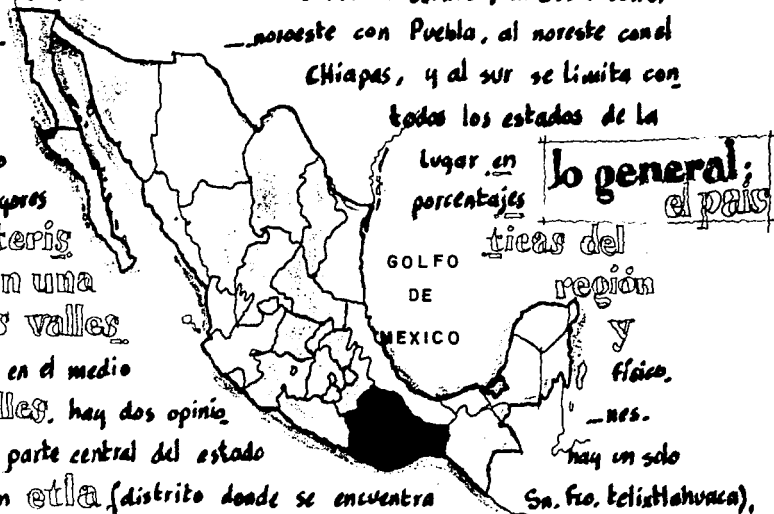 noroeste con Puebla, al noreste con el
CHiapas, y al sur se Limita con
todos los estados de la
Lugar en lo general;
porcentajes el país
terís ticas del
GOLFO
n una DE región
s valles MEXICO y
en el medio físico.
lles. hay dos opinio
nes.
parte central del estado hay un solo
n etla (distrito donde se encuentra Sn. Fco. telixtlahuaca),